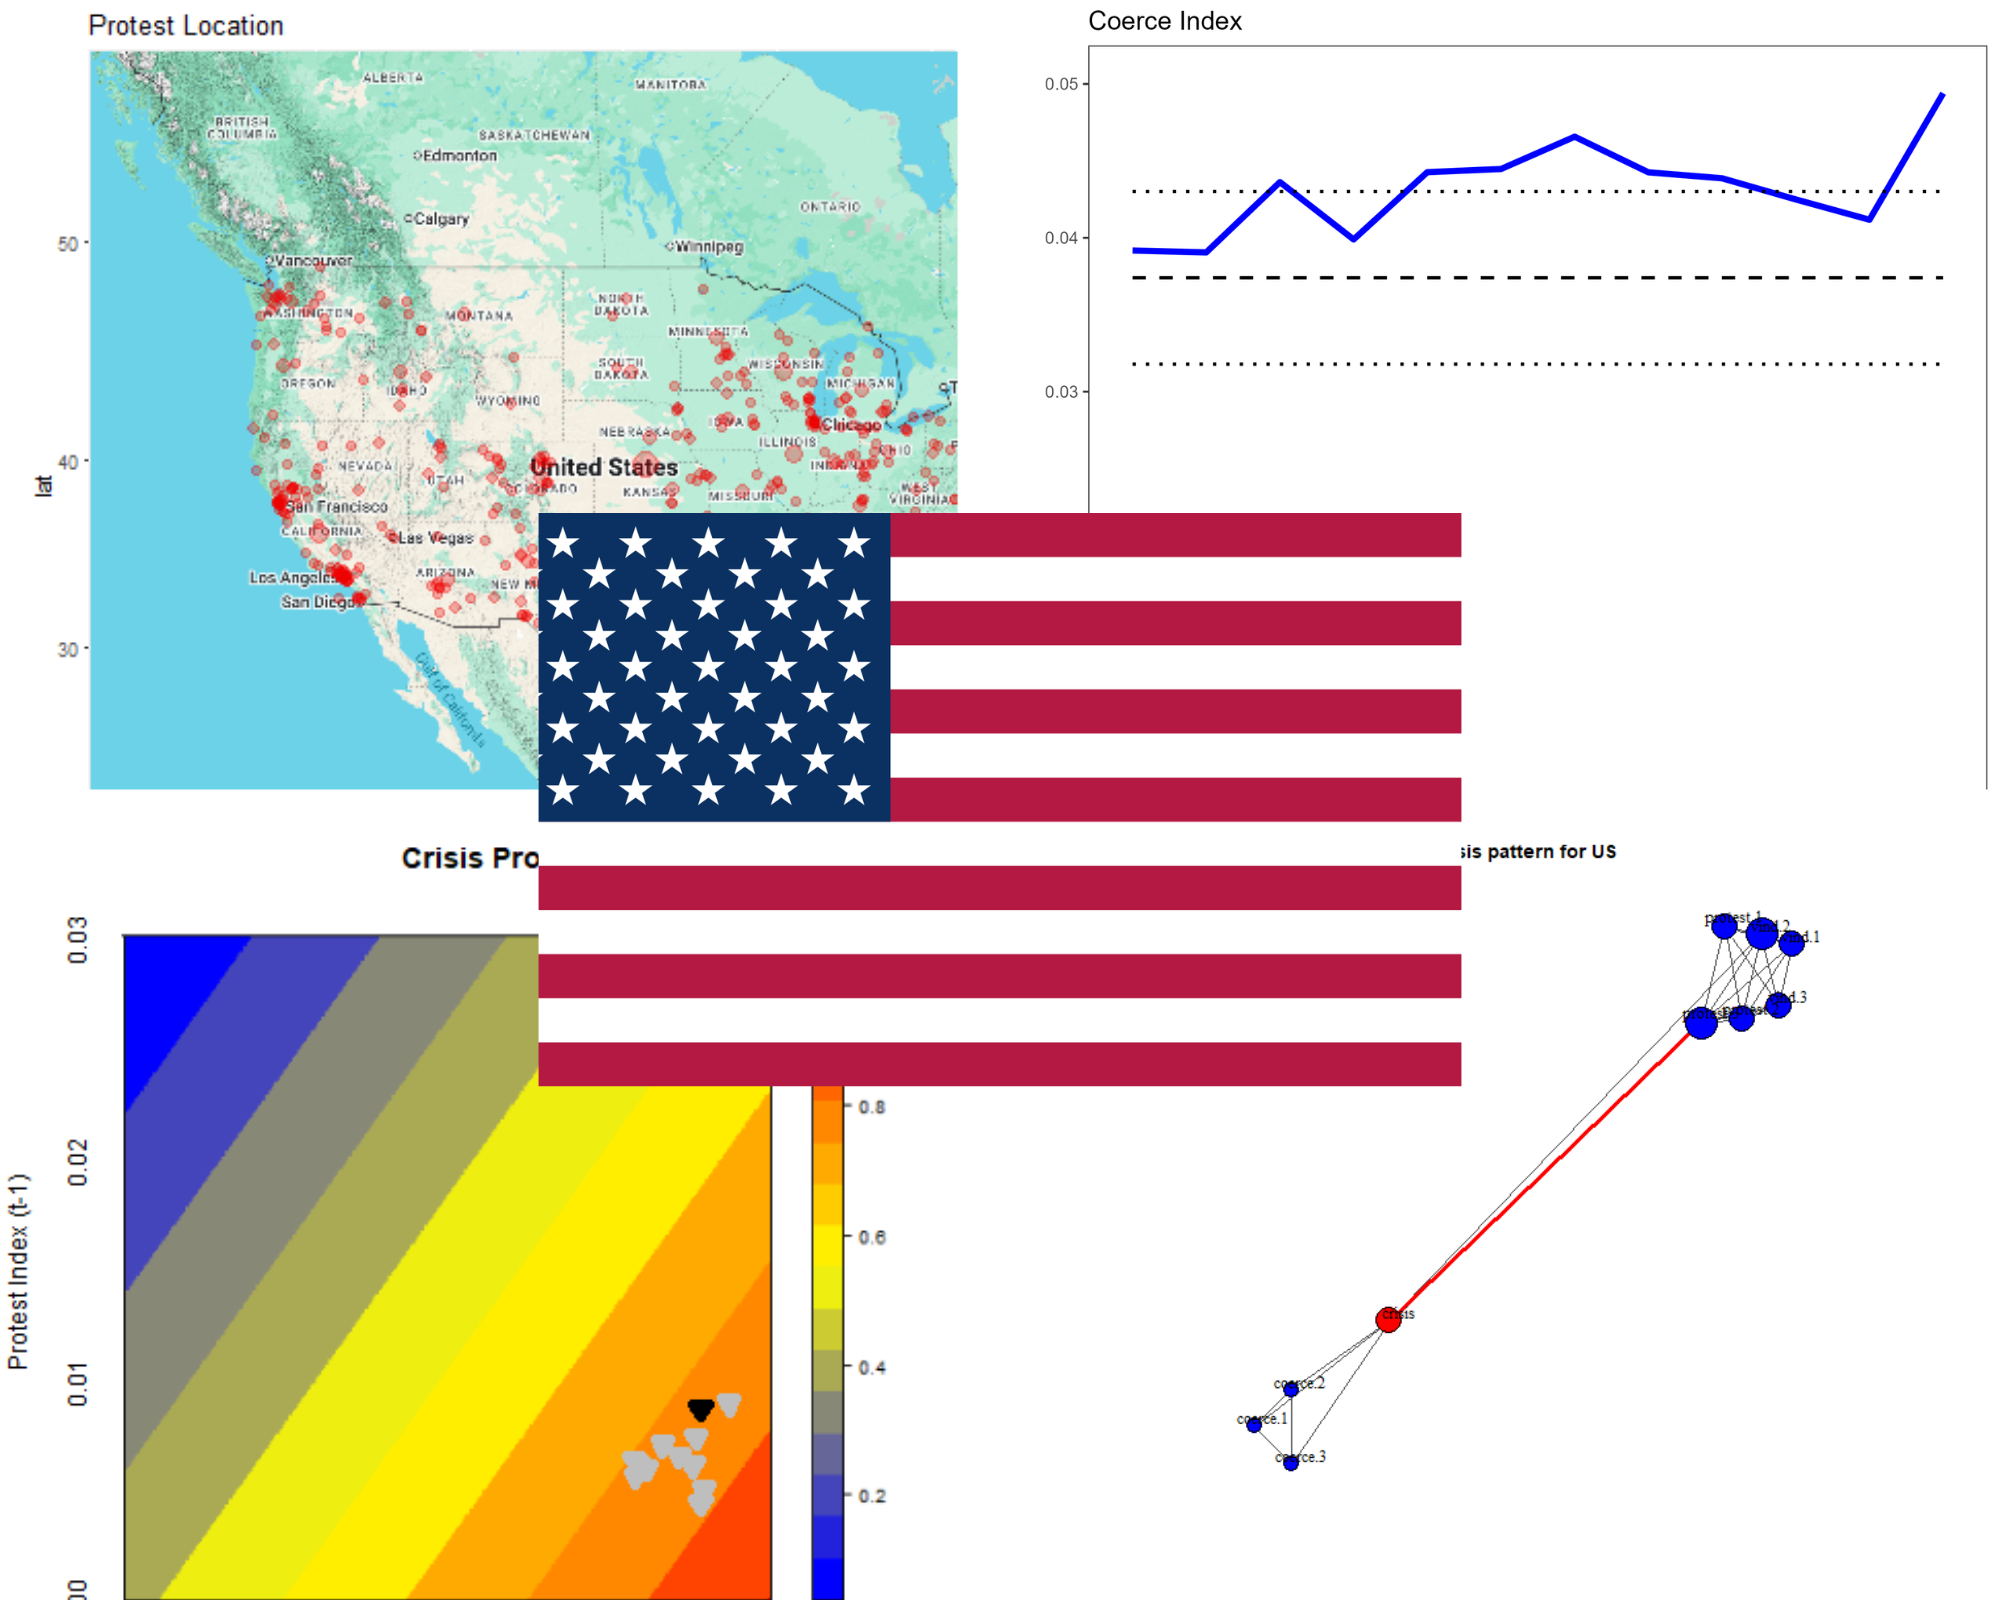 Protest Location
Coerce Index
ALBERTA
MANITOBA
BRITISH
COLUMBIA
SASKATCHEWAN
Edmonton
ONTARIO
Calgary
Winnipeg
Vancouver
WASHINGTON
MONTANA
NORTH
DAKOTA
MINNESOTA
SOUTH
DAKOTA
WISCONSIN
MICHIGAN
OREGON
IDAHO
WYOMING
T
IOWA
Chicago
NEBRASKA
ILLINOIS
OHIO
NEVADA
United States
INDIANA
UTAH
COLORADO
KANSAS
MISSOURI
WEST
VIRGINIA
San Francisco
CALIFORNIA
Las Vegas
Los Angeles
ARIZONA
NEW M
San Diego
Gulf of California
50
40
30
lat
0.05
0.04
0.03
Crisis Pro
sis pattern for US
0.03
0.02
0.01
00
Protest Index (t-1)
0.8
0.6
0.4
0.2
protest.1
vind.2
vind.1
nd.3
protest
protest
crisis
coerce.2
coerce.1
coerce.3